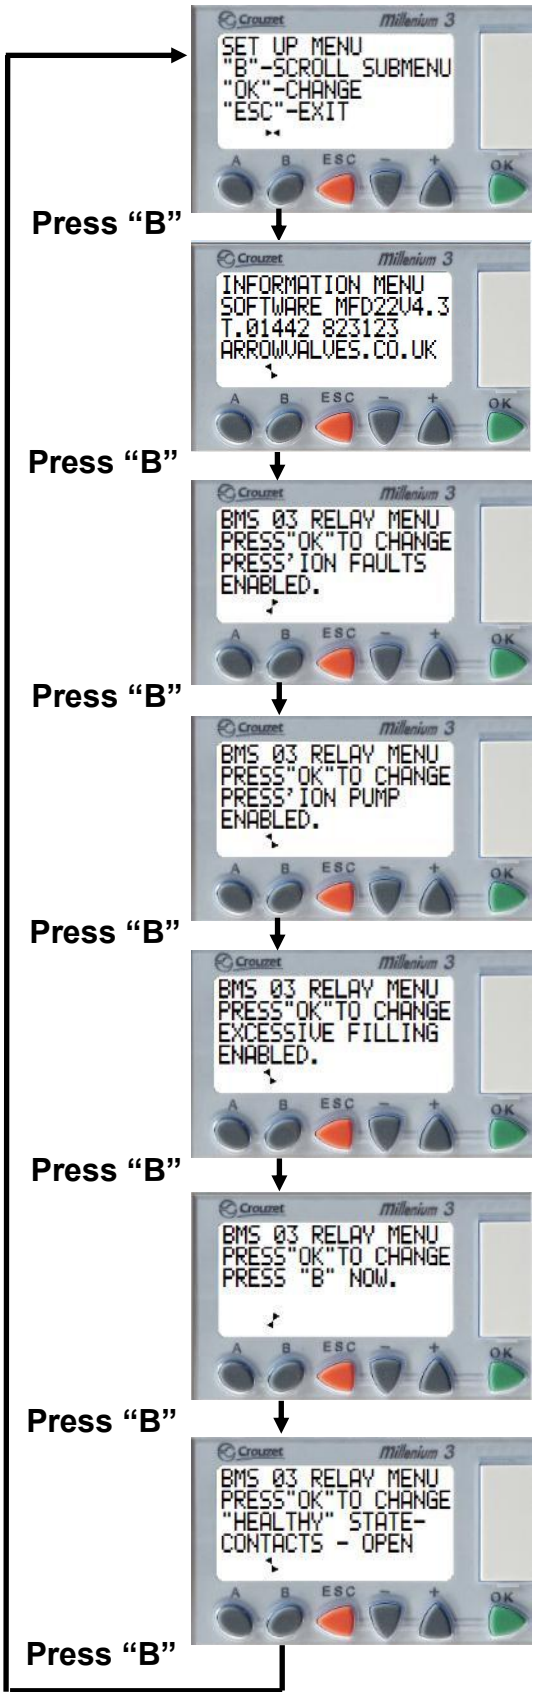 Crouzet Millenium 3
SET UP MENU
"B"-SCROLL SUBMENU
"OK"-CHANGE
"ESC"-EXIT
A B ESC - + OK
Press “B”
Crouzet Millenium 3
INFORMATION MENU
SOFTWARE MFD22V4.3
T.01442 823123
ARROWVALVES.CO.UK
A B ESC - + OK
Press “B”
Crouzet Millenium 3
BMS 03 RELAY MENU
PRESS"OK"TO CHANGE
PRESS'ION FAULTS
ENABLED.
A B ESC - + OK
Press “B”
Crouzet Millenium 3
BMS 03 RELAY MENU
PRESS"OK"TO CHANGE
PRESS'ION PUMP
ENABLED.
A B ESC - + OK
Press “B”
Crouzet Millenium 3
BMS 03 RELAY MENU
PRESS"OK"TO CHANGE
EXCESSIVE FILLING
ENABLED.
A B ESC - + OK
Press “B”
Crouzet Millenium 3
BMS 03 RELAY MENU
PRESS"OK"TO CHANGE
PRESS "B" NOW.
A B ESC - + OK
Press “B”
Crouzet Millenium 3
BMS 03 RELAY MENU
PRESS"OK"TO CHANGE
"HEALTHY" STATE-
CONTACTS - OPEN
A B ESC - + OK
Press “B”